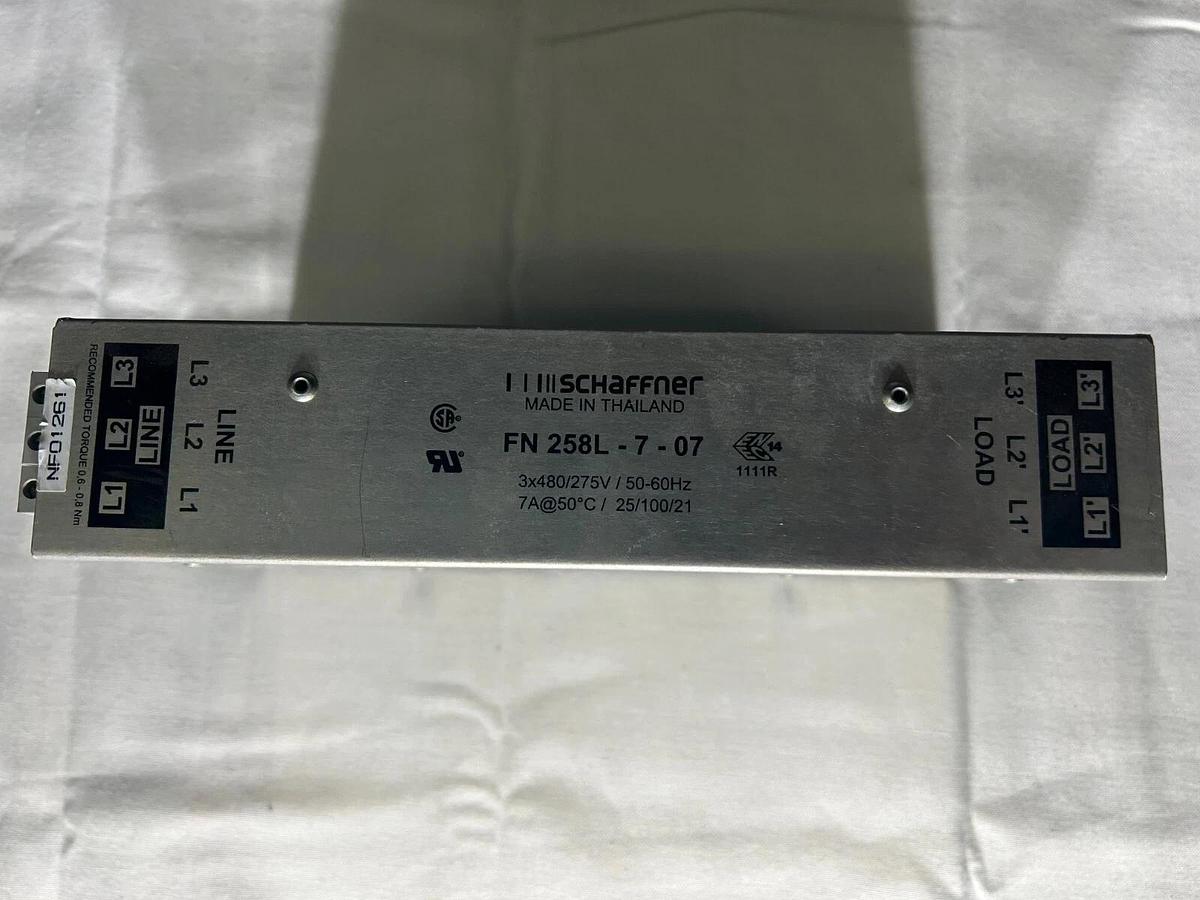 SCHAFFNER
MADE IN THAILAND
FN 258L - 7 - 07
3x480/275V / 50-60Hz
7A@50°C / 25/100/21
14
1111R
NFO1261
RECOMMENDED TORQUE 0,6 - 0,8 Nm
L1 L2 L3
LINE
L3 L2 L1
LINE
L3' L2' L1'
LOAD
LOAD
L1' L2' L3'